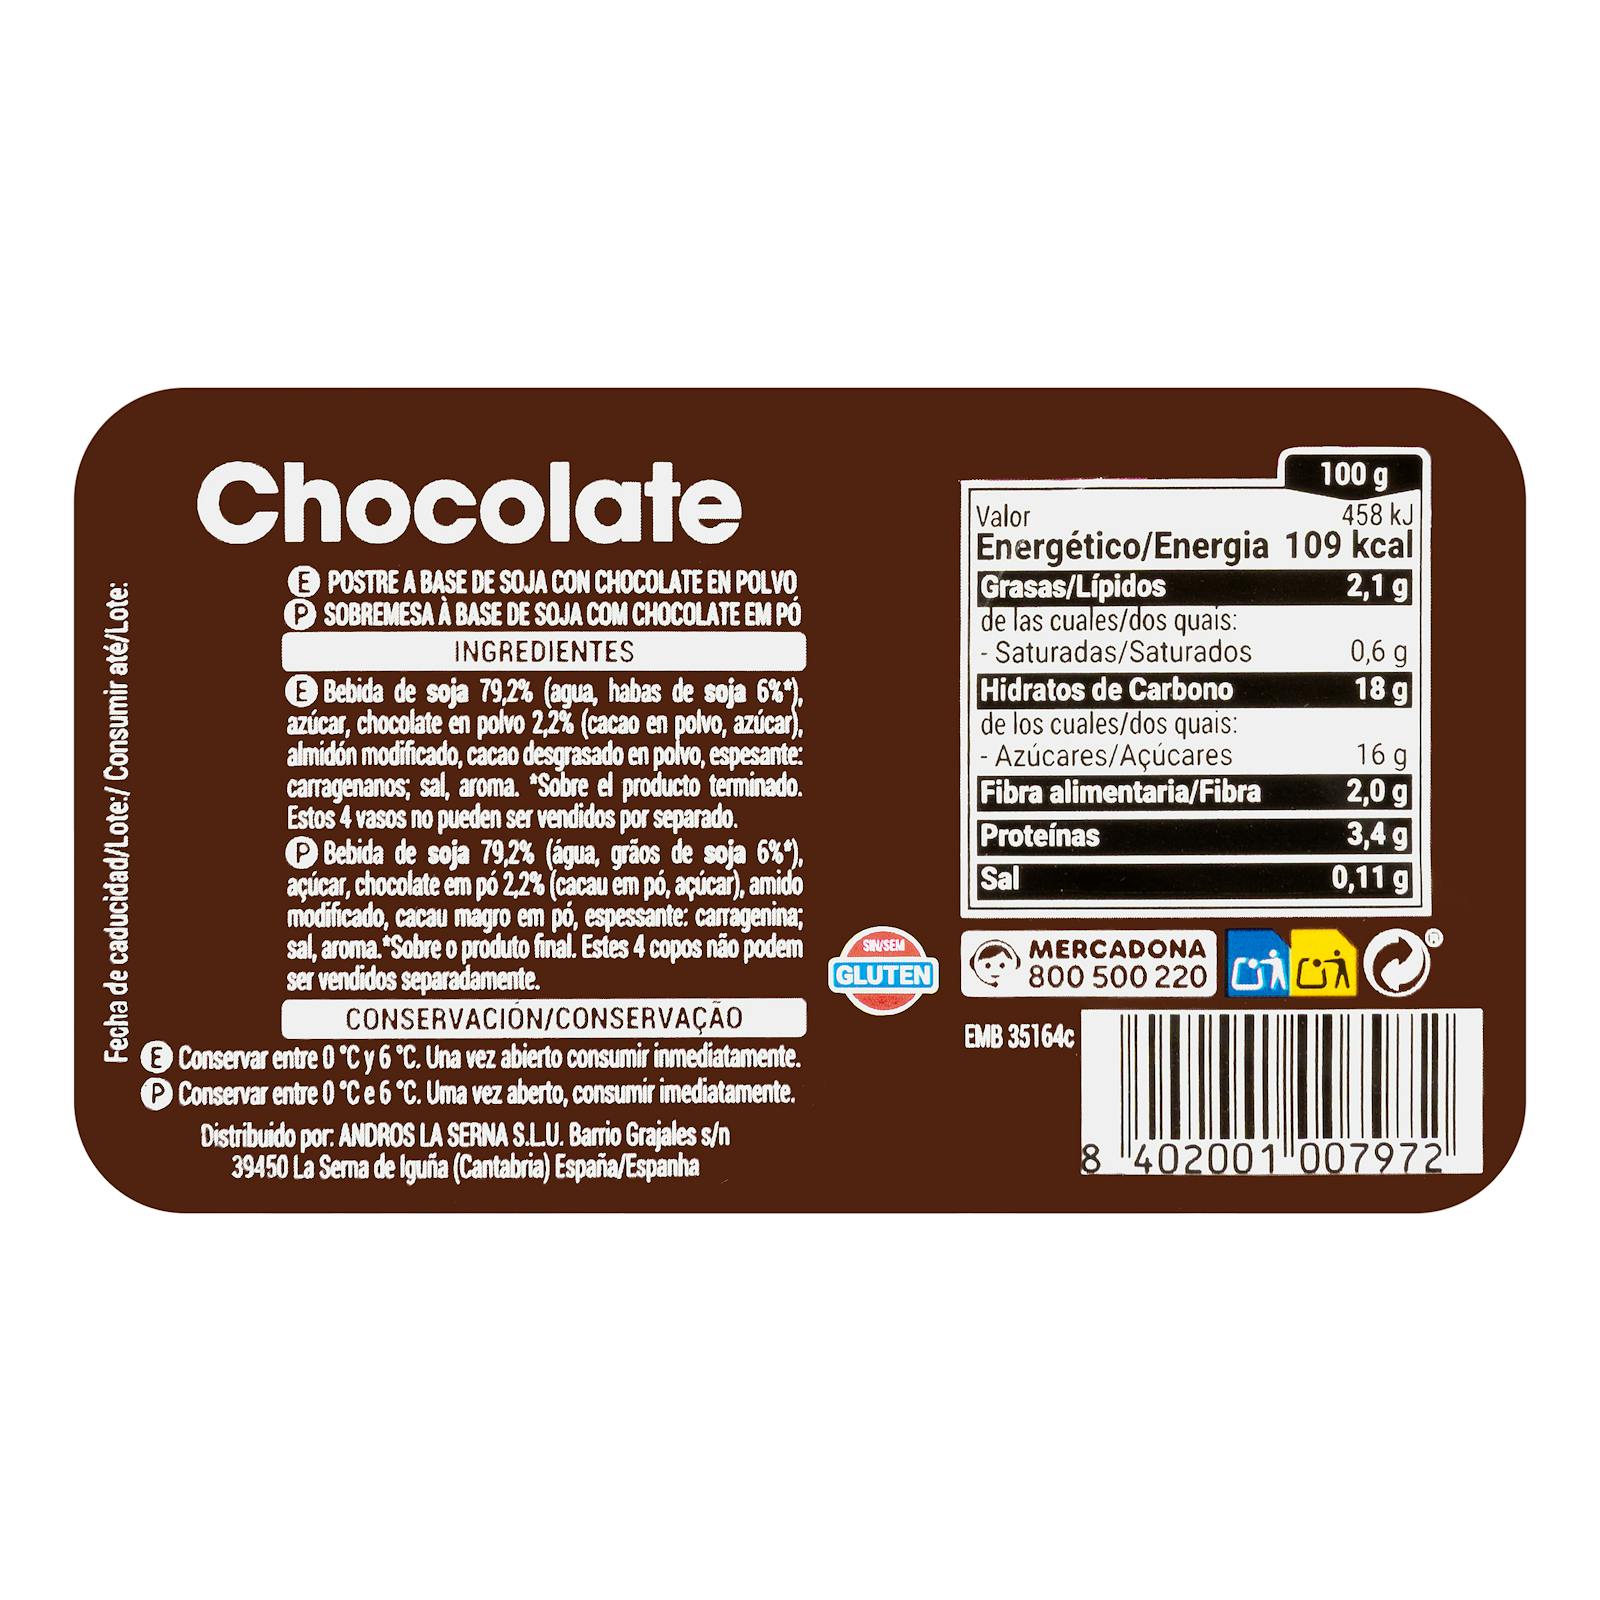 Chocolate
E POSTRE A BASE DE SOJA CON CHOCOLATE EN POLVO
P SOBREMESA À BASE DE SOJA COM CHOCOLATE EM PÓ
INGREDIENTES
E Bebida de soja 79,2% (agua, habas de soja 6%*),
azúcar, chocolate en polvo 2,2% (cacao en polvo, azúcar),
almidón modificado, cacao desgrasado en polvo, espesante:
carragenanos; sal, aroma. *Sobre el producto terminado.
Estos 4 vasos no pueden ser vendidos por separado.
P Bebida de soja 79,2% (água, grãos de soja 6%*),
açúcar, chocolate em pó 2,2% (cacau em pó, açúcar), amido
modificado, cacau magro em pó, espessante: carragenina;
sal, aroma.*Sobre o produto final. Estes 4 copos não podem
ser vendidos separadamente.
CONSERVACIÓN/CONSERVAÇÃO
E Conservar entre 0 °C y 6 °C. Una vez abierto consumir inmediatamente.
P Conservar entre 0 °C e 6 °C. Uma vez aberto, consumir imediatamente.
Distribuido por: ANDROS LA SERNA S.L.U. Barrio Grajales s/n
39450 La Serna de Iguña (Cantabria) España/Espanha
Fecha de caducidad/Lote:/ Consumir até/Lote:
SIN/SEM
GLUTEN
100 g
Valor 458 kJ
Energético/Energia 109 kcal
Grasas/Lípidos 2,1 g
de las cuales/dos quais:
- Saturadas/Saturados 0,6 g
Hidratos de Carbono 18 g
de los cuales/dos quais:
- Azúcares/Açúcares 16 g
Fibra alimentaria/Fibra 2,0 g
Proteínas 3,4 g
Sal 0,11 g
MERCADONA
800 500 220
®
EMB 35164c
8 402001 007972